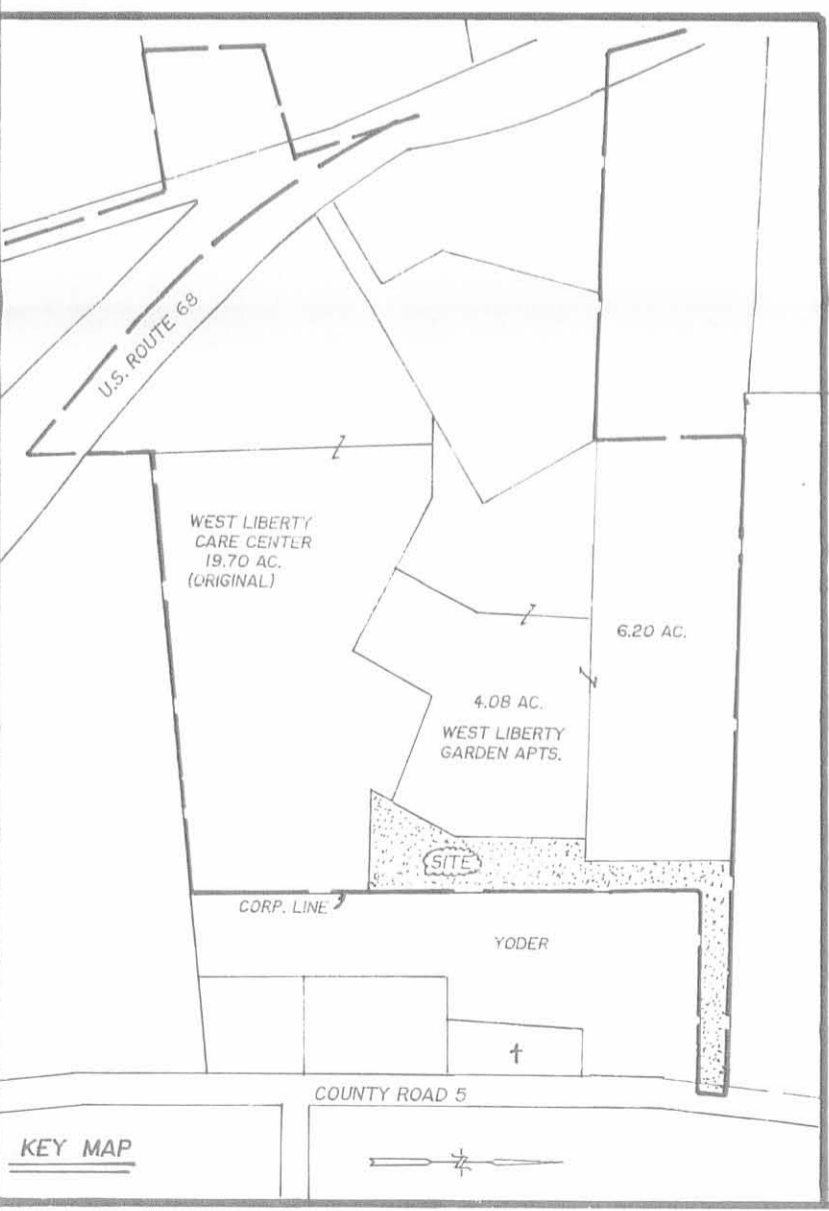 U.S. ROUTE 68
WEST LIBERTY
CARE CENTER
19.70 AC.
(ORIGINAL)
6.20 AC.
4.08 AC.
WEST LIBERTY
GARDEN APTS.
SITE
CORP. LINE
YODER
COUNTY ROAD 5
KEY MAP